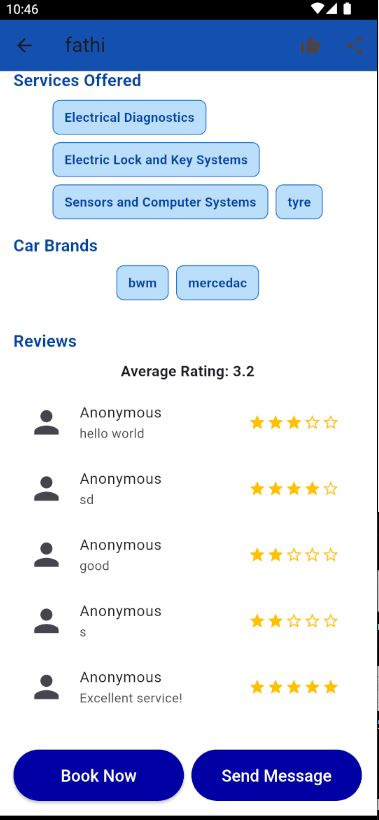 10:46
fathi
Services Offered
Electrical Diagnostics
Electric Lock and Key Systems
Sensors and Computer Systems tyre
Car Brands
bwm mercedac
Reviews
Average Rating: 3.2
Anonymous
hello world
Anonymous
sd
Anonymous
good
Anonymous
s
Anonymous
Excellent service!
Book Now Send Message